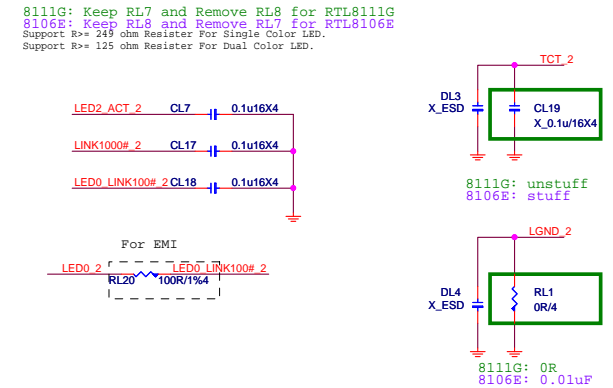 8111G: Keep RL7 and Remove RL8 for RTL8111G
8106E: Keep RL8 and Remove RL7 for RTL8106E
Support R>= 249 ohm Resister For Single Color LED.
Support R>= 125 ohm Resister For Dual Color LED.
TCT_2
DL3
X_ESD
CL19
X_0.1u/16X4
LED2_ACT_2 CL7 0.1u16X4
LINK1000#_2 CL17 0.1u16X4
LED0_LINK100#_2 CL18 0.1u16X4
8111G: unstuff
8106E: stuff
For EMI
LED0_2 LED0_LINK100#_2
RL20 100R/1%4
LGND_2
DL4
X_ESD
RL1
0R/4
8111G: 0R
8106E: 0.01uF